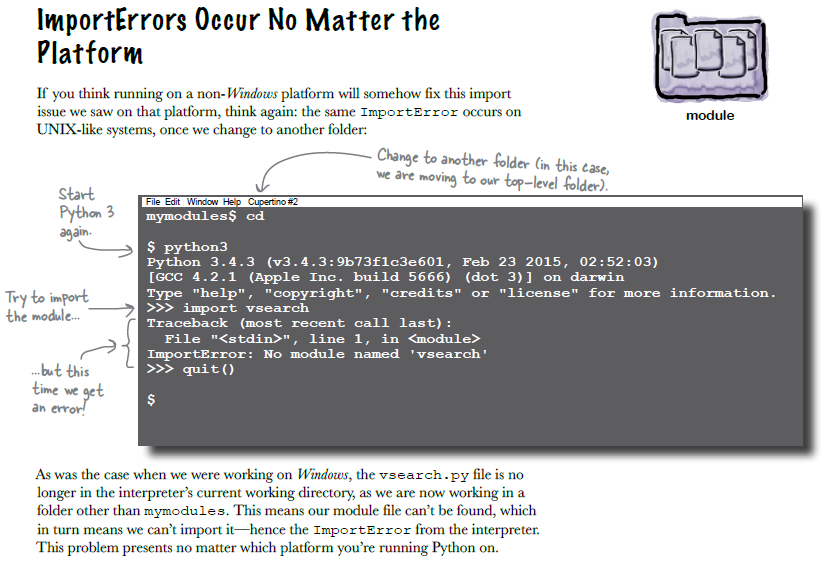 ImportErrors Occur No Matter the
Platform
If you think running on a non-Windows platform will somehow fix this import
issue we saw on that platform, think again: the same ImportError occurs on
UNIX-like systems, once we change to another folder:
module
Change to another folder (in this case,
we are moving to our top-level folder).
Start
Python 3
again.
File Edit Window Help Cupertino #2
mymodules$ cd
$ python3
Python 3.4.3 (v3.4.3:9b73f1c3e601, Feb 23 2015, 02:52:03)
[GCC 4.2.1 (Apple Inc. build 5666) (dot 3)] on darwin
Type "help", "copyright", "credits" or "license" for more information.
Try to import
the module...
>>> import vsearch
Traceback (most recent call last):
  File "<stdin>", line 1, in <module>
ImportError: No module named 'vsearch'
...but this
time we get
an error!
>>> quit()
$
As was the case when we were working on Windows, the vsearch.py file is no
longer in the interpreter's current working directory, as we are now working in a
folder other than mymodules. This means our module file can't be found, which
in turn means we can't import it—hence the ImportError from the interpreter.
This problem presents no matter which platform you're running Python on.